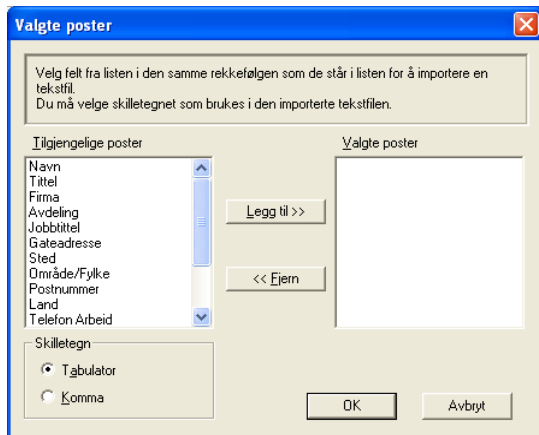 Valgte poster
Velg felt fra listen i den samme rekkefølgen som de står i listen for å importere en
tekstfil.
Du må velge skilletegnet som brukes i den importerte tekstfilen.
Tilgjengelige poster
Valgte poster
Navn
Tittel
Firma
Avdeling
Jobbtittel
Gateadresse
Sted
Område/Fylke
Postnummer
Land
Telefon Arbeid
Legg til >>
<< Fjern
Skilletegn
Tabulator
Komma
OK
Avbryt